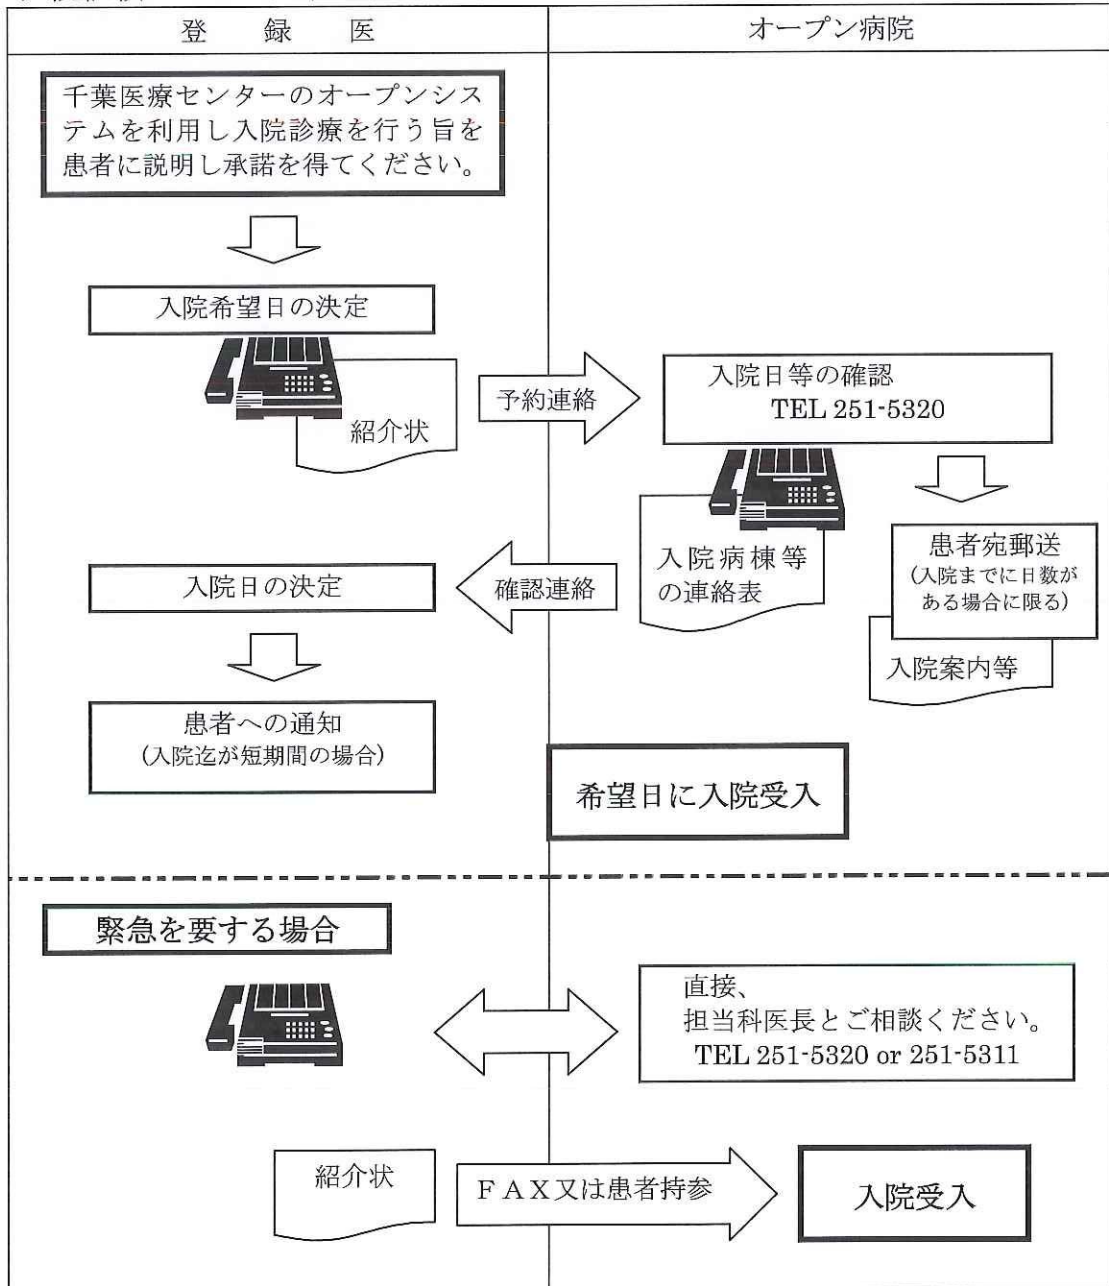 登　録　医
オープン病院
千葉医療センターのオープンシス
テムを利用し入院診療を行う旨を
患者に説明し承諾を得てください。
入院希望日の決定
紹介状
予約連絡
入院日等の確認
TEL 251-5320
入院病棟等
の連絡表
患者宛郵送
(入院までに日数が
ある場合に限る)
入院案内等
確認連絡
入院日の決定
患者への通知
(入院迄が短期間の場合)
希望日に入院受入
緊急を要する場合
直接、
担当科医長とご相談ください。
TEL 251-5320 or 251-5311
紹介状
ＦＡＸ又は患者持参
入院受入